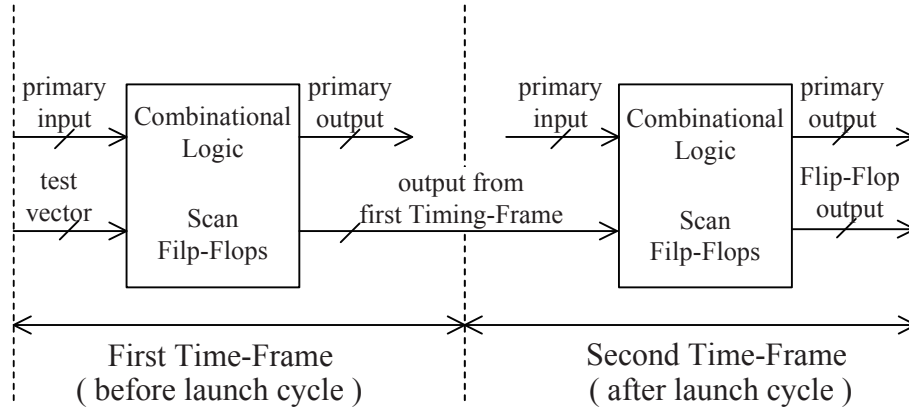 primary
input
Combinational
Logic
primary
output
test
vector
Scan
Filp-Flops
output from
first Timing-Frame
primary
input
Combinational
Logic
primary
output
Scan
Filp-Flops
Flip-Flop
output
First Time-Frame
( before launch cycle )
Second Time-Frame
( after launch cycle )